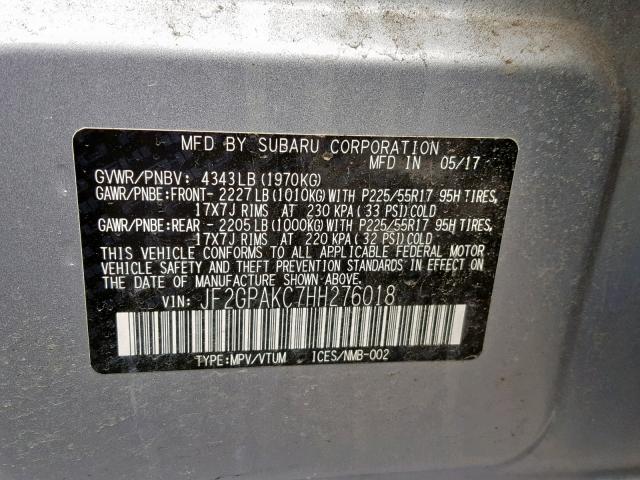 MFD BY SUBARU CORPORATION
MFD IN 05/17
GVWR/PNBV: 4343LB (1970KG)
GAWR/PNBE:FRONT- 2227LB (1010KG) WITH P225/55R17 95H TIRES,
17X7J RIMS AT 230 KPA (33 PSI) COLD
GAWR/PNBE:REAR - 2205LB (1000KG) WITH P225/55R17 95H TIRES,
17X7J RIMS AT 220 KPA (32 PSI) COLD
THIS VEHICLE CONFORMS TO ALL APPLICABLE FEDERAL MOTOR
VEHICLE SAFETY AND THEFT PREVENTION STANDARDS IN EFFECT ON
THE DATE OF MANUFACTURE SHOWN ABOVE.
VIN: JF2GPAKC7HH276018
TYPE:MPV/VTUM ICES/NMB-002